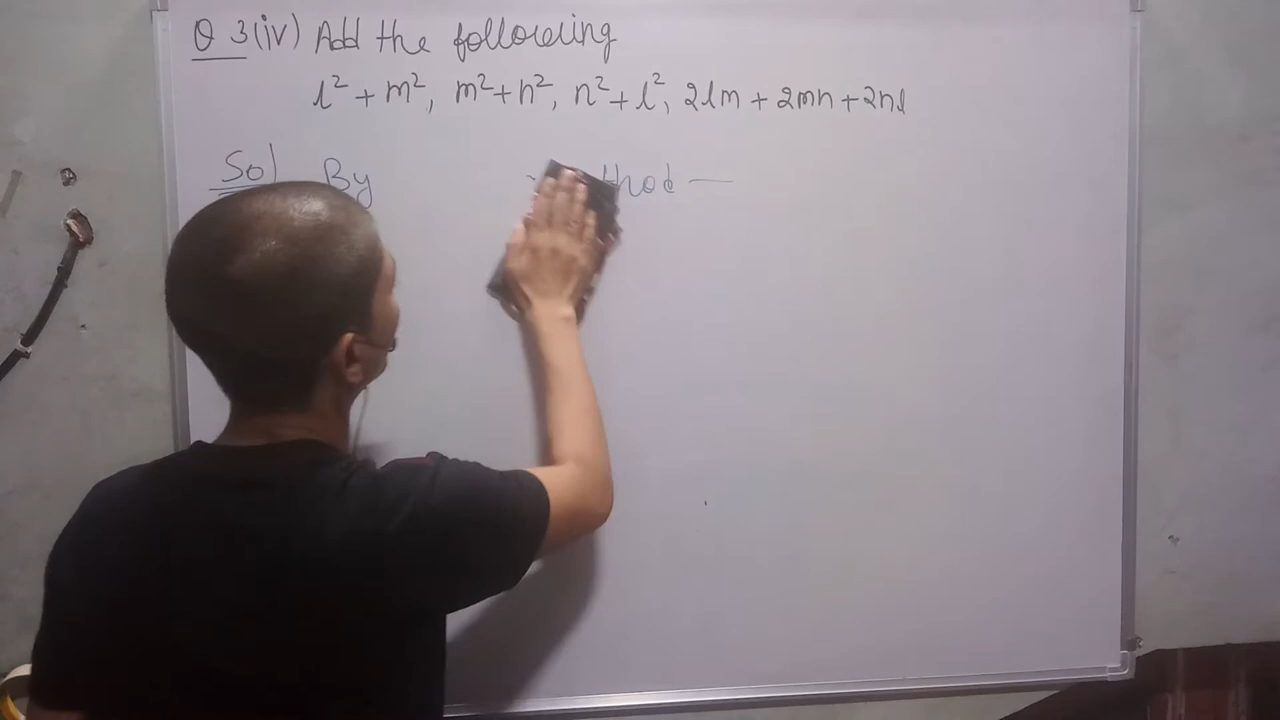 Q 3(iv) Add the following
l² + m², m² + n², n² + l², 2lm + 2mn + 2nl
Sol By